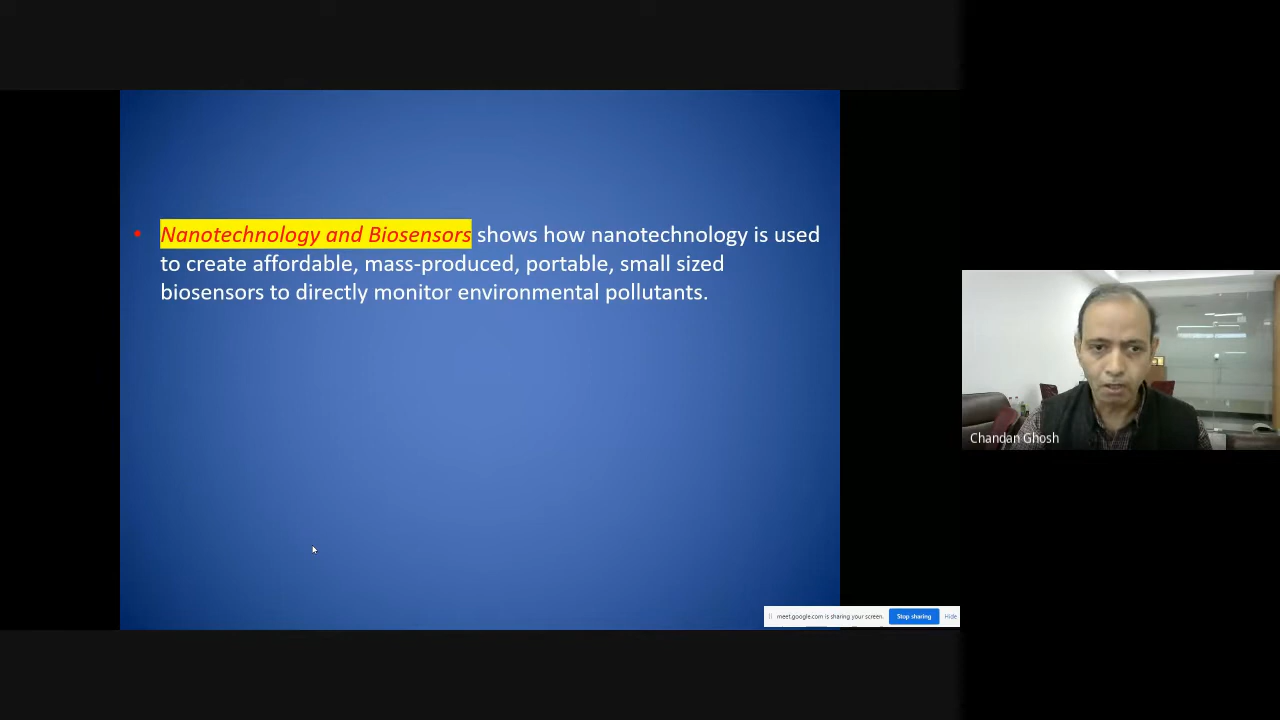 • Nanotechnology and Biosensors shows how nanotechnology is used
to create affordable, mass-produced, portable, small sized
biosensors to directly monitor environmental pollutants.
Chandan Ghosh
meet.google.com is sharing your screen. Stop sharing Hide